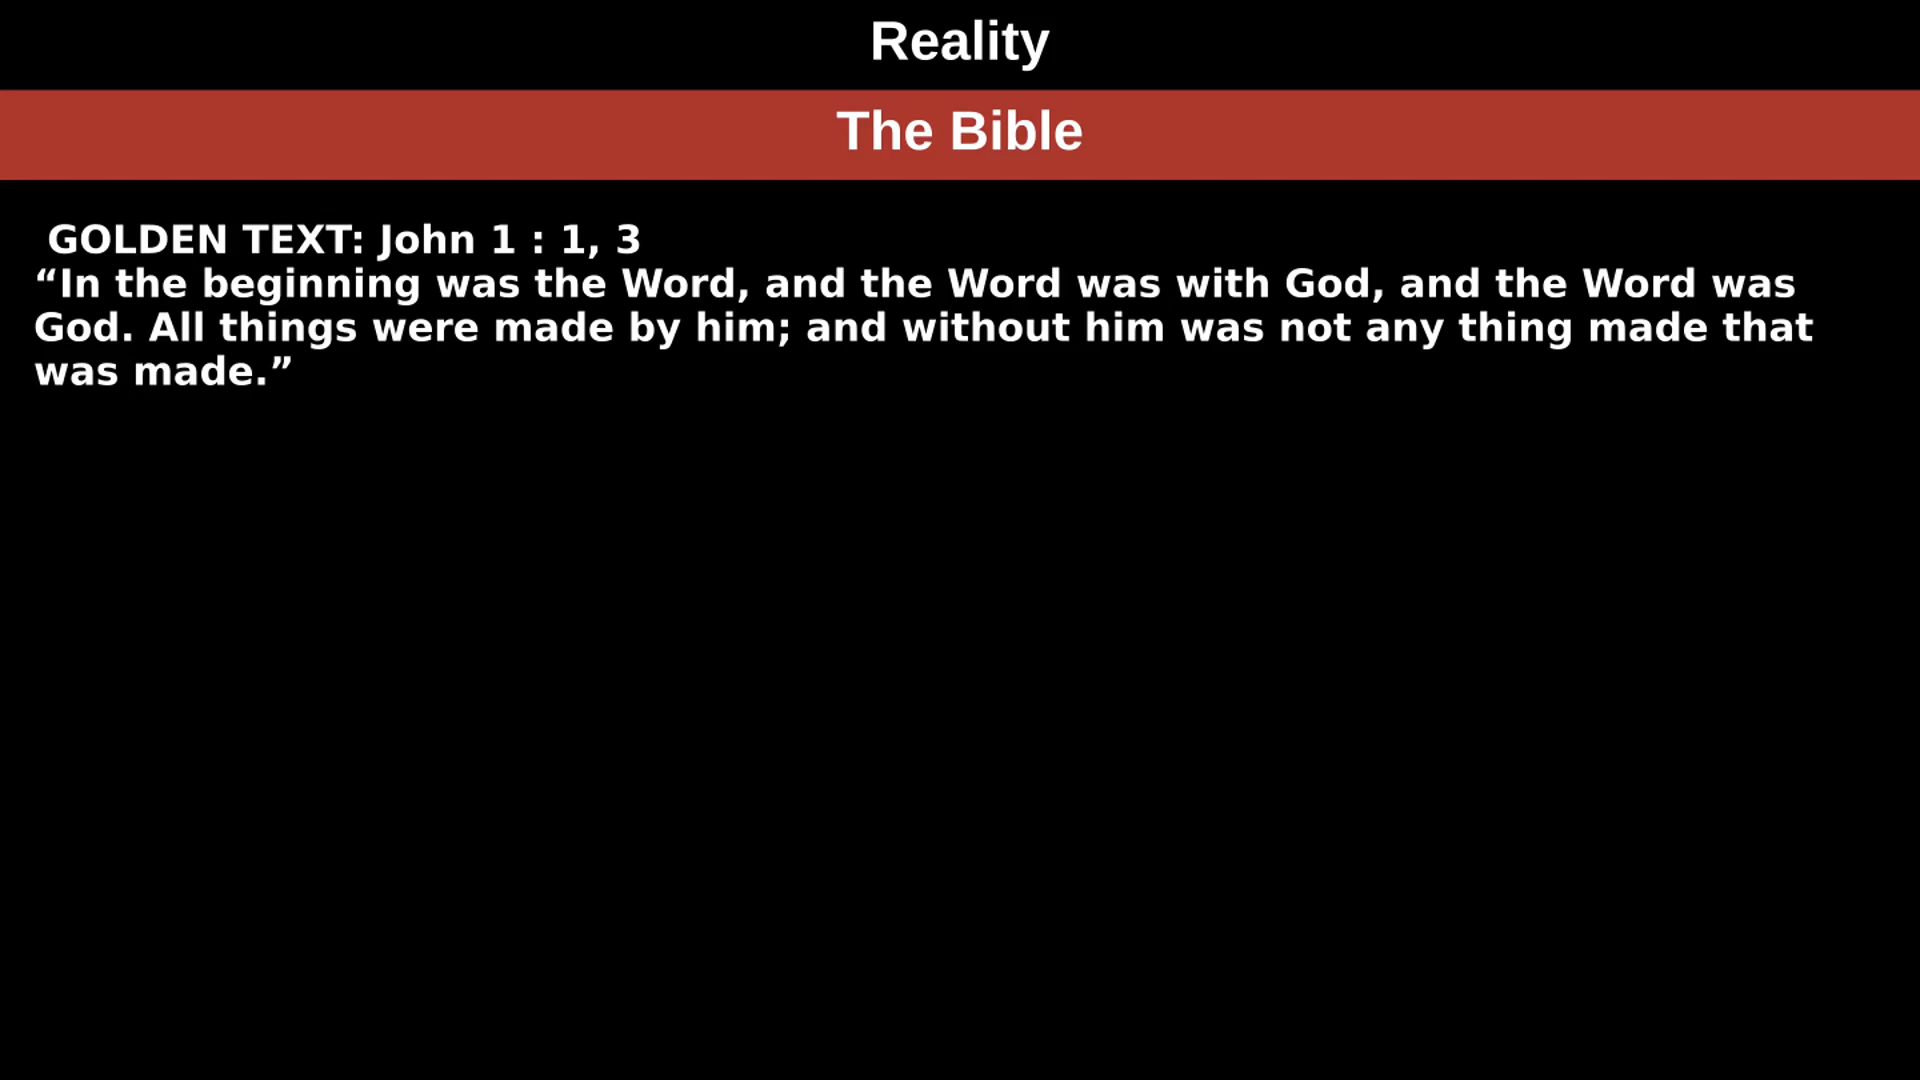 Reality
The Bible
GOLDEN TEXT: John 1 : 1, 3
“In the beginning was the Word, and the Word was with God, and the Word was
God. All things were made by him; and without him was not any thing made that
was made.”